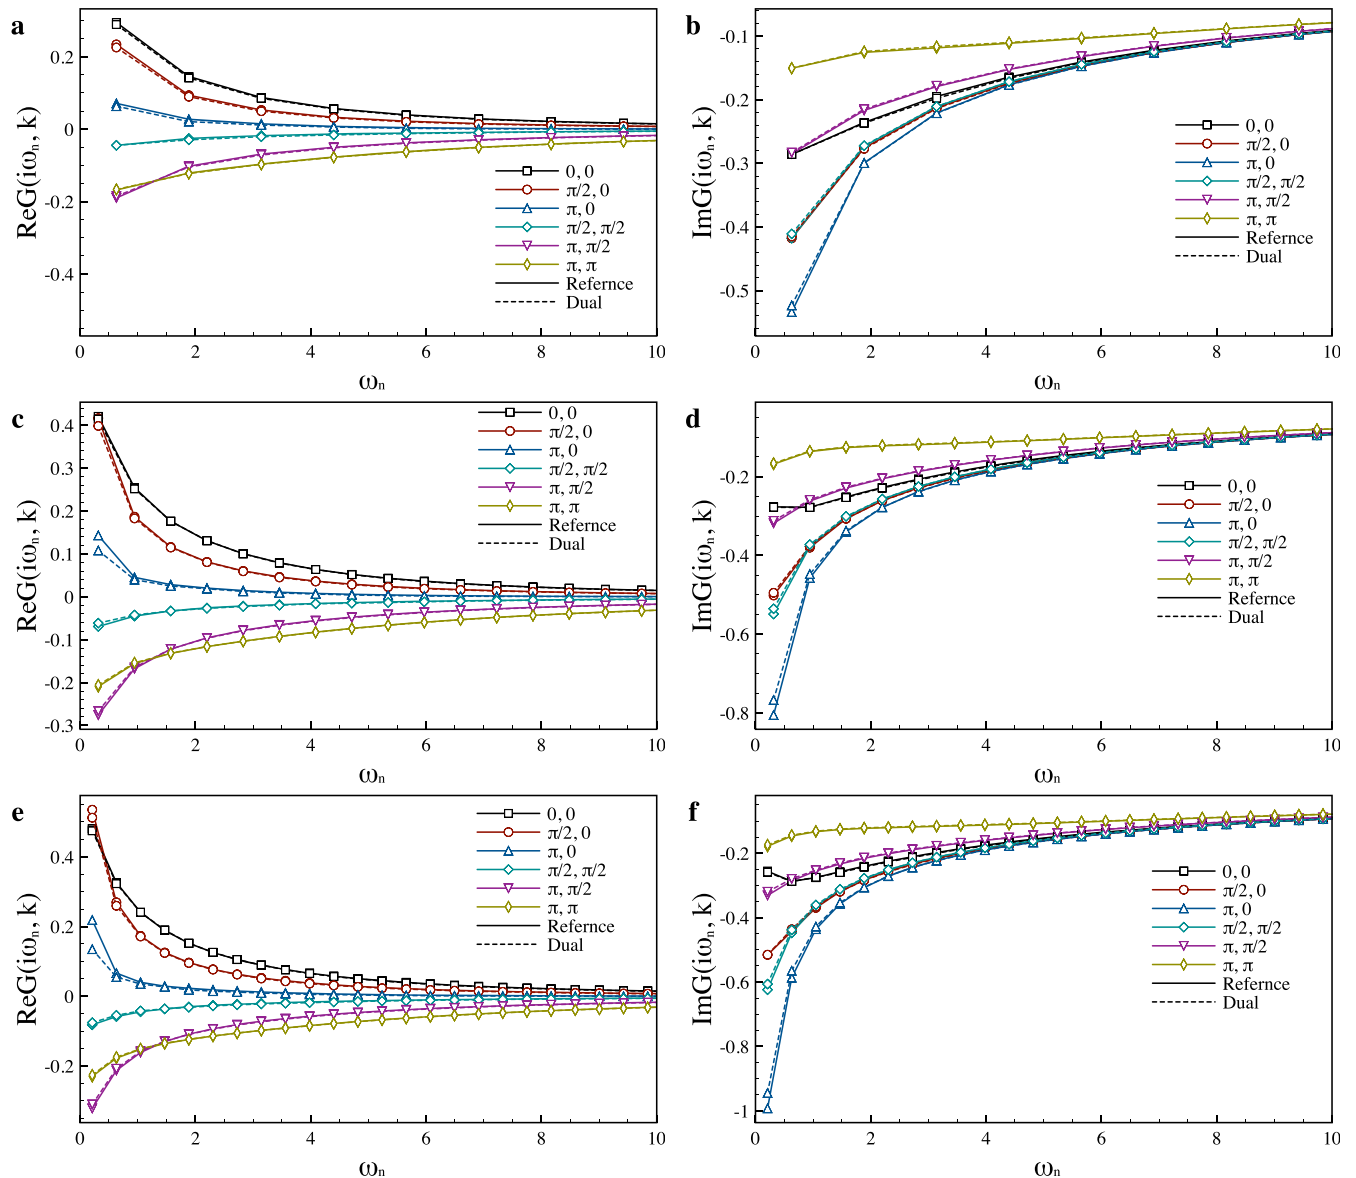 a
0.2
0
-0.2
-0.4
0 2 4 6 8 10
ReG(iωn, k)
ωn
0, 0
π/2, 0
π, 0
π/2, π/2
π, π/2
π, π
Refernce
Dual
b
-0.1
-0.2
-0.3
-0.4
-0.5
0 2 4 6 8 10
ImG(iωn, k)
ωn
0, 0
π/2, 0
π, 0
π/2, π/2
π, π/2
π, π
Refernce
Dual
c
0.4
0.3
0.2
0.1
0
-0.1
-0.2
-0.3
0 2 4 6 8 10
ReG(iωn, k)
ωn
0, 0
π/2, 0
π, 0
π/2, π/2
π, π/2
π, π
Refernce
Dual
d
-0.2
-0.4
-0.6
-0.8
0 2 4 6 8 10
ImG(iωn, k)
ωn
0, 0
π/2, 0
π, 0
π/2, π/2
π, π/2
π, π
Refernce
Dual
e
0.4
0.2
0
-0.2
0 2 4 6 8 10
ReG(iωn, k)
ωn
0, 0
π/2, 0
π, 0
π/2, π/2
π, π/2
π, π
Refernce
Dual
f
-0.2
-0.4
-0.6
-0.8
-1
0 2 4 6 8 10
ImG(iωn, k)
ωn
0, 0
π/2, 0
π, 0
π/2, π/2
π, π/2
π, π
Refernce
Dual